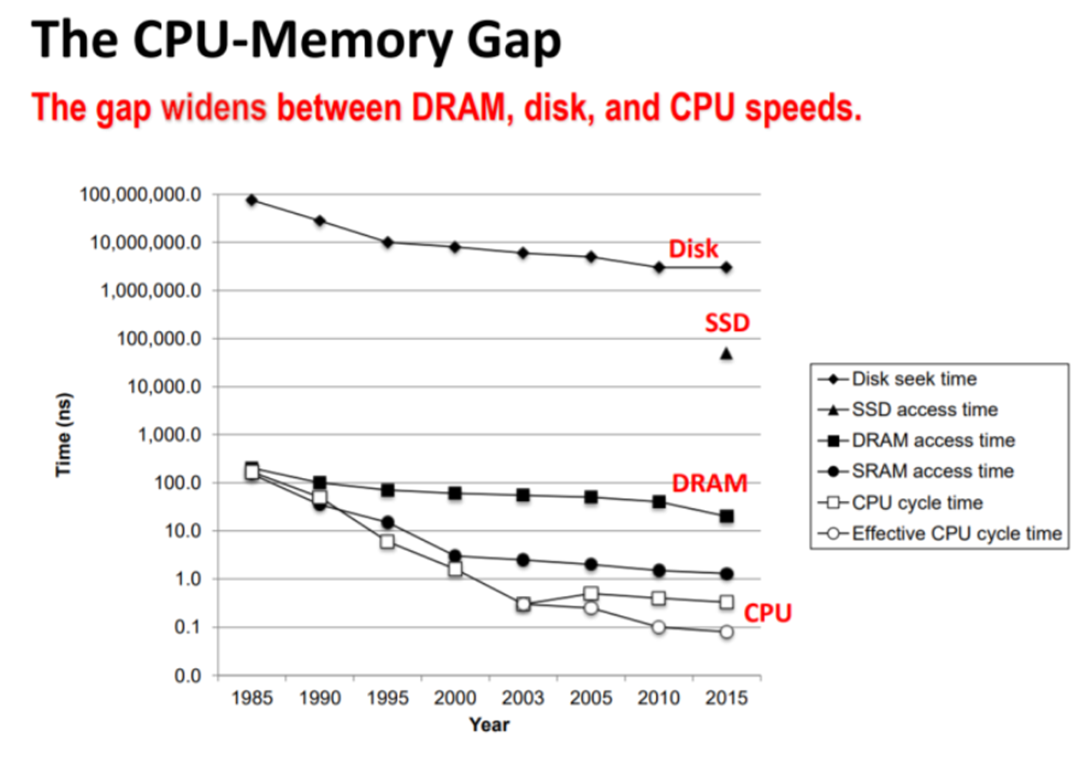 The CPU-Memory Gap
The gap widens between DRAM, disk, and CPU speeds.
100,000,000.0
10,000,000.0
1,000,000.0
100,000.0
10,000.0
1,000.0
100.0
10.0
1.0
0.1
0.0
Time (ns)
Disk
SSD
DRAM
CPU
1985 1990 1995 2000 2003 2005 2010 2015
Year
Disk seek time
SSD access time
DRAM access time
SRAM access time
CPU cycle time
Effective CPU cycle time